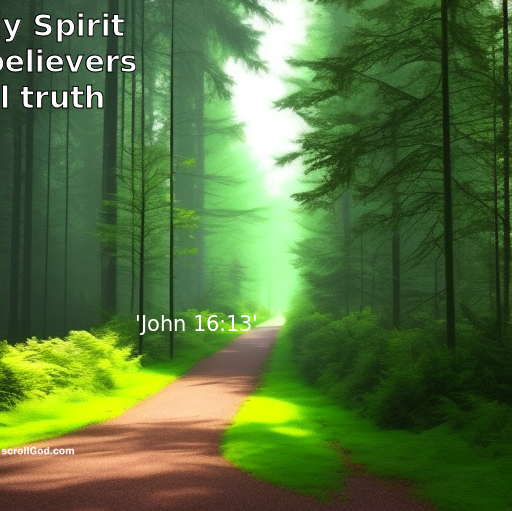 y Spirit
believers
l truth
'John 16:13'
scrollGod.com